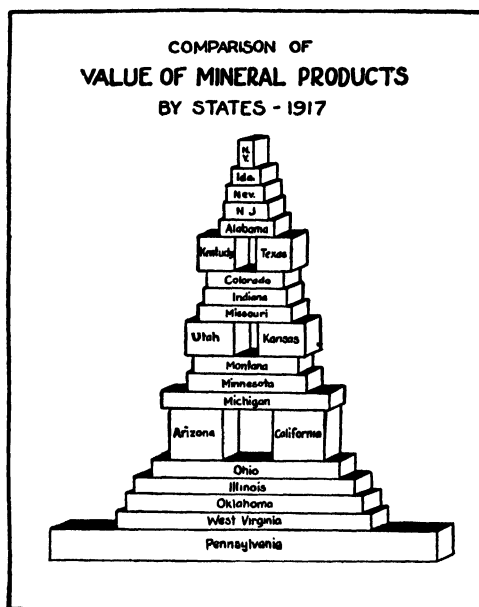 COMPARISON OF
VALUE OF MINERAL PRODUCTS
BY STATES - 1917
N.Y.
Ida.
Nev.
N J
Alabama
Kentudy Texas
Colorado
Indiana
Missouri
Utah Kansas
Montana
Minnesota
Michigan
Arizona California
Ohio
Illinois
Oklahoma
West Virginia
Pennsylvania